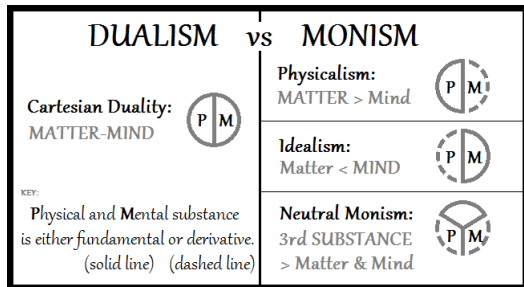 DUALISM vs MONISM
Cartesian Duality:
MATTER-MIND
P M
KEY:
Physical and Mental substance
is either fundamental or derivative.
(solid line) (dashed line)
Physicalism:
MATTER > Mind
P M
Idealism:
Matter < MIND
P M
Neutral Monism:
3rd SUBSTANCE
> Matter & Mind
P M